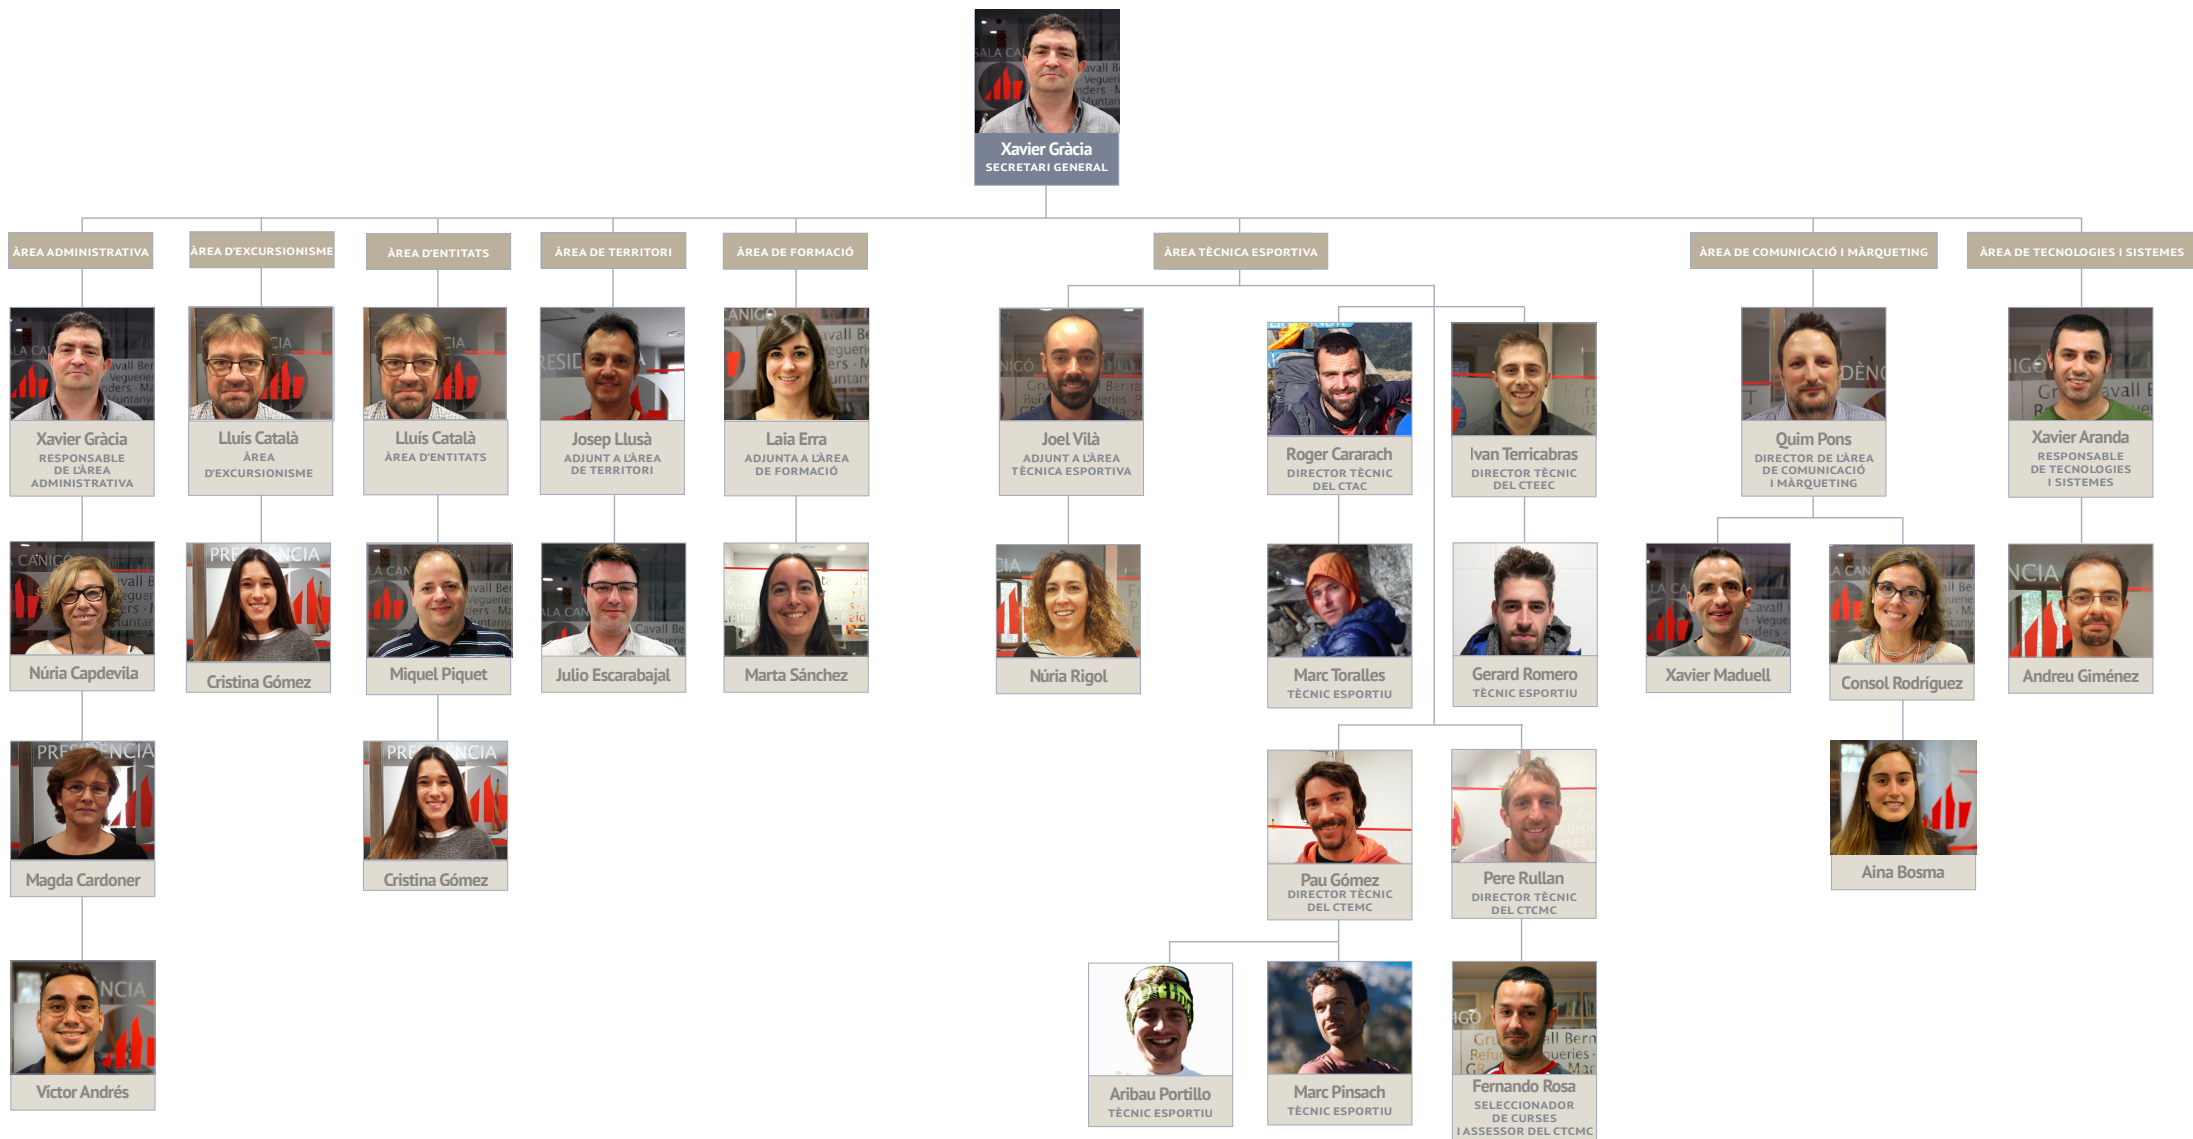 Xavier Gràcia
SECRETARI GENERAL
ÀREA ADMINISTRATIVA
ÀREA D'EXCURSIONISME
ÀREA D'ENTITATS
ÀREA DE TERRITORI
ÀREA DE FORMACIÓ
ÀREA TÈCNICA ESPORTIVA
ÀREA DE COMUNICACIÓ I MÀRQUETING
ÀREA DE TECNOLOGIES I SISTEMES
Xavier Gràcia
RESPONSABLE
DE L'ÀREA
ADMINISTRATIVA
Lluís Català
ÀREA
D'EXCURSIONISME
Lluís Català
ÀREA D'ENTITATS
Josep Llusà
ADJUNT A L'ÀREA
DE TERRITORI
Laia Erra
ADJUNTA A L'ÀREA
DE FORMACIÓ
Joel Vilà
ADJUNT A L'ÀREA
TÈCNICA ESPORTIVA
Roger Cararach
DIRECTOR TÈCNIC
DEL CTAC
Ivan Terricabras
DIRECTOR TÈCNIC
DEL CTEEC
Quim Pons
DIRECTOR DE L'ÀREA
DE COMUNICACIÓ
I MÀRQUETING
Xavier Aranda
RESPONSABLE
DE TECNOLOGIES
I SISTEMES
Núria Capdevila
Cristina Gómez
Miquel Piquet
Julio Escarabajal
Marta Sánchez
Núria Rigol
Marc Toralles
TÈCNIC ESPORTIU
Gerard Romero
TÈCNIC ESPORTIU
Xavier Maduell
Consol Rodríguez
Andreu Giménez
Magda Cardoner
Cristina Gómez
Pau Gómez
DIRECTOR TÈCNIC
DEL CTEMC
Pere Rullan
DIRECTOR TÈCNIC
DEL CTCMC
Aina Bosma
Víctor Andrés
Aribau Portillo
TÈCNIC ESPORTIU
Marc Pinsach
TÈCNIC ESPORTIU
Fernando Rosa
SELECCIONADOR
DE CURSES
I ASSESSOR DEL CTCMC